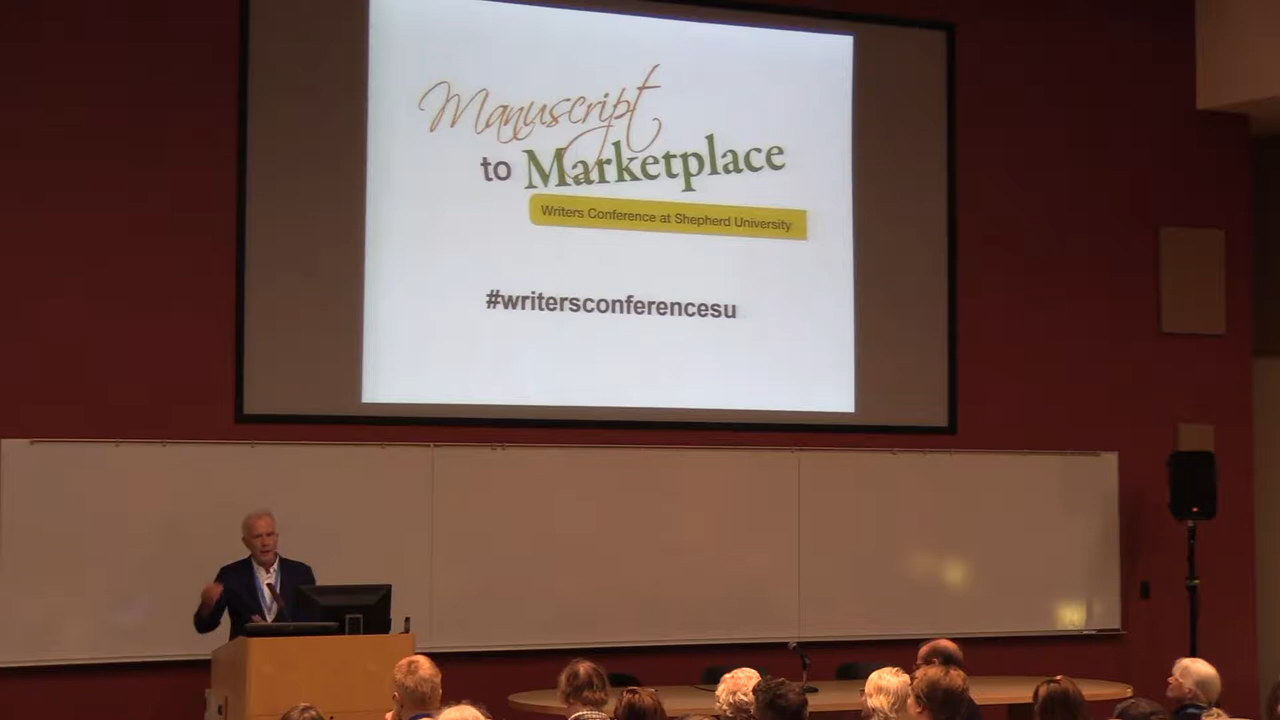 Manuscript
to Marketplace
Writers Conference at Shepherd University
#writersconferencesu